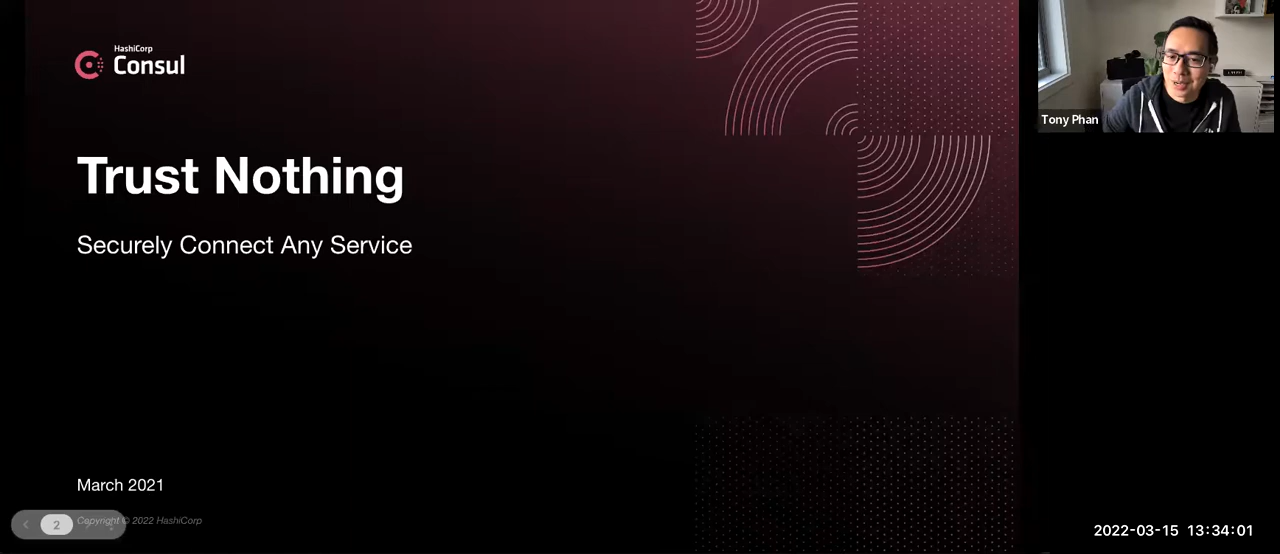 HashiCorp
Consul
Trust Nothing
Securely Connect Any Service
March 2021
Copyright © 2022 HashiCorp
2
Tony Phan
2022-03-15 13:34:01